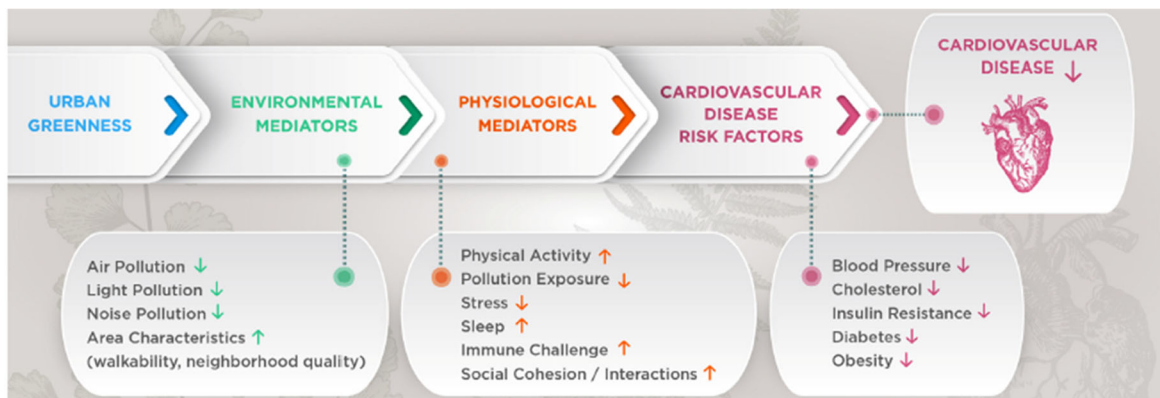 URBAN
GREENNESS
ENVIRONMENTAL
MEDIATORS
PHYSIOLOGICAL
MEDIATORS
CARDIOVASCULAR
DISEASE
RISK FACTORS
CARDIOVASCULAR
DISEASE ↓
Air Pollution ↓
Light Pollution ↓
Noise Pollution ↓
Area Characteristics ↑
(walkability, neighborhood quality)
Physical Activity ↑
Pollution Exposure ↓
Stress ↓
Sleep ↑
Immune Challenge ↑
Social Cohesion / Interactions ↑
Blood Pressure ↓
Cholesterol ↓
Insulin Resistance ↓
Diabetes ↓
Obesity ↓